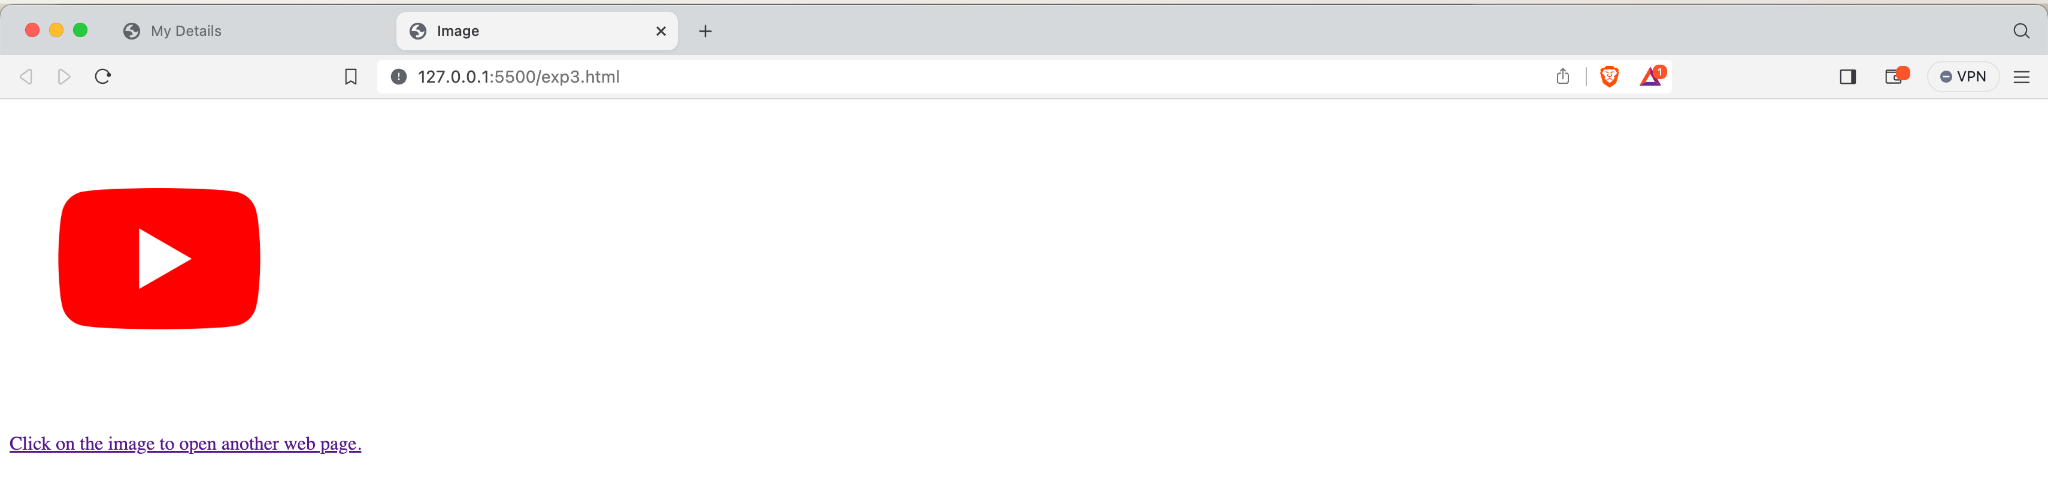 My Details
Image
127.0.0.1:5500/exp3.html
1
VPN
Click on the image to open another web page.